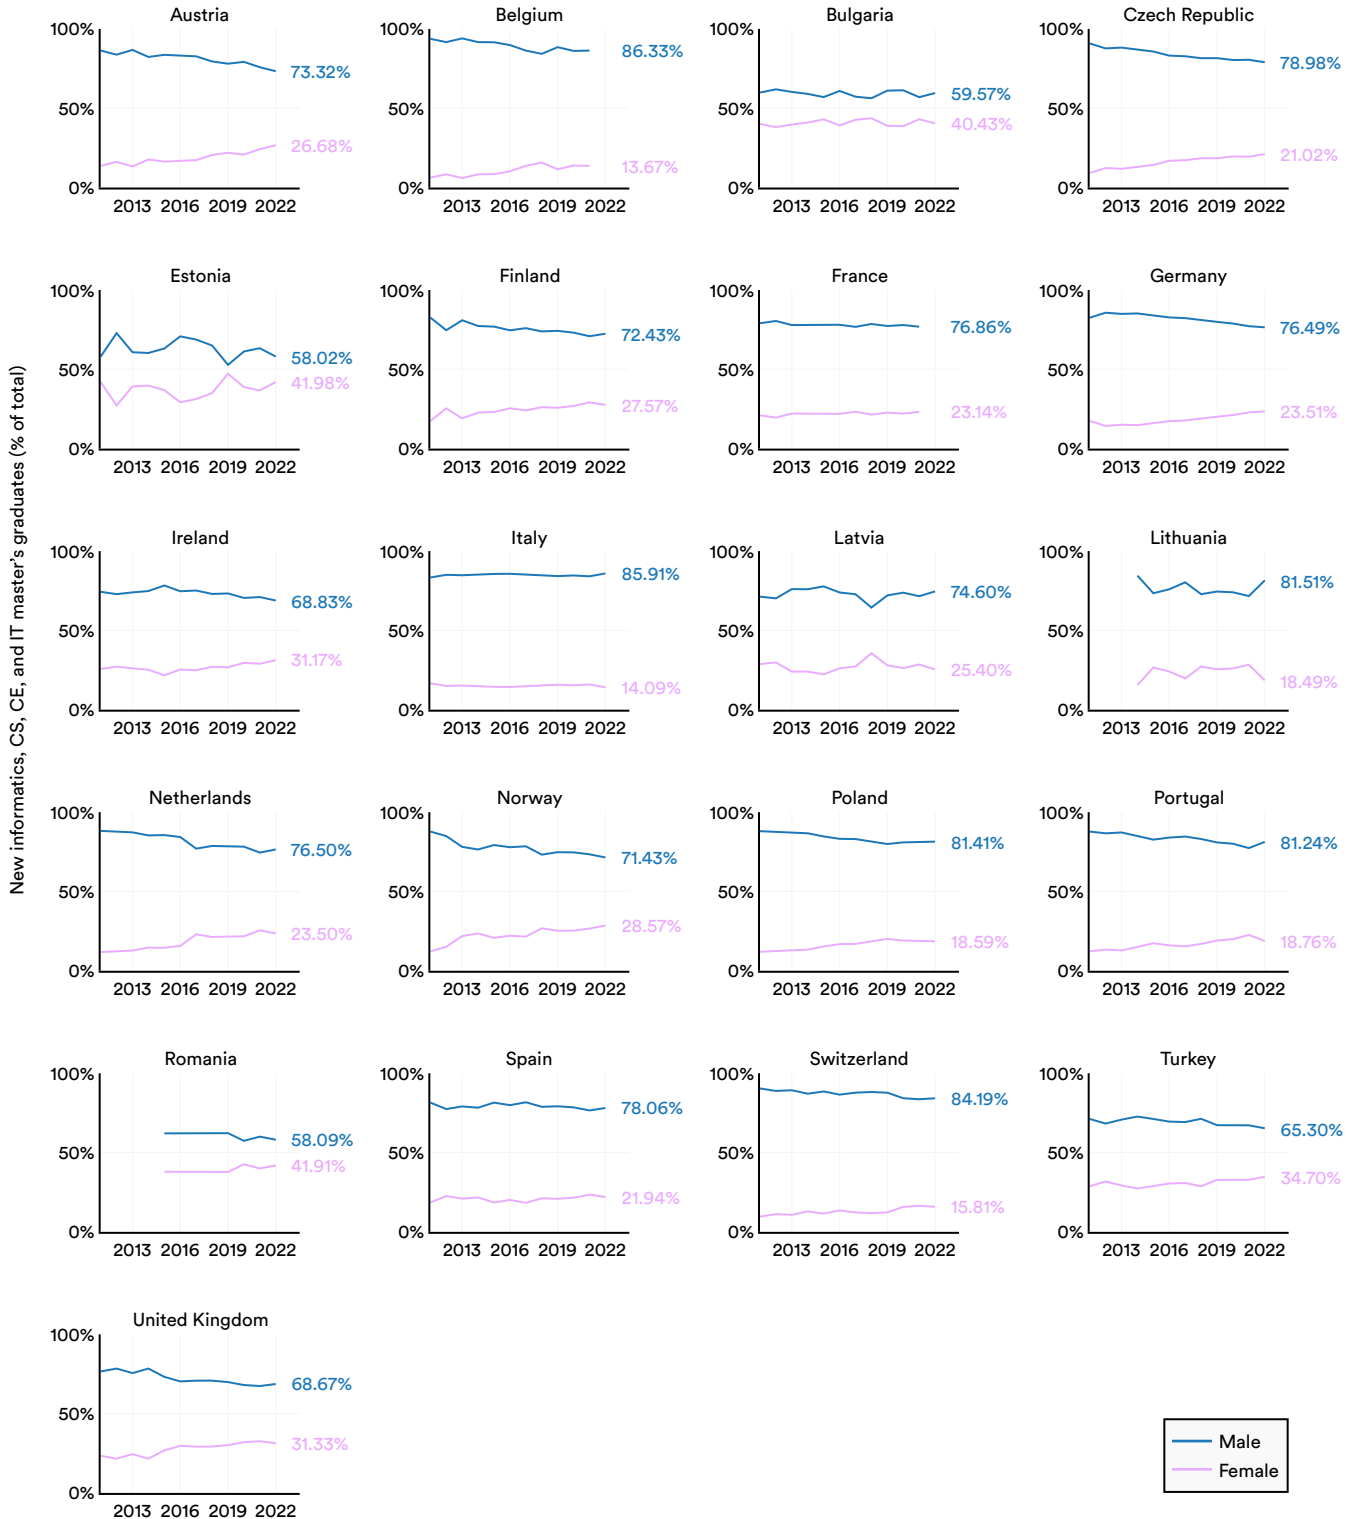 New informatics, CS, CE, and IT master's graduates (% of total)
Austria
100%
50%
0%
73.32%
26.68%
2013 2016 2019 2022
Belgium
100%
50%
0%
86.33%
13.67%
2013 2016 2019 2022
Bulgaria
100%
50%
0%
59.57%
40.43%
2013 2016 2019 2022
Czech Republic
100%
50%
0%
78.98%
21.02%
2013 2016 2019 2022
Estonia
100%
50%
0%
58.02%
41.98%
2013 2016 2019 2022
Finland
100%
50%
0%
72.43%
27.57%
2013 2016 2019 2022
France
100%
50%
0%
76.86%
23.14%
2013 2016 2019 2022
Germany
100%
50%
0%
76.49%
23.51%
2013 2016 2019 2022
Ireland
100%
50%
0%
68.83%
31.17%
2013 2016 2019 2022
Italy
100%
50%
0%
85.91%
14.09%
2013 2016 2019 2022
Latvia
100%
50%
0%
74.60%
25.40%
2013 2016 2019 2022
Lithuania
100%
50%
0%
81.51%
18.49%
2013 2016 2019 2022
Netherlands
100%
50%
0%
76.50%
23.50%
2013 2016 2019 2022
Norway
100%
50%
0%
71.43%
28.57%
2013 2016 2019 2022
Poland
100%
50%
0%
81.41%
18.59%
2013 2016 2019 2022
Portugal
100%
50%
0%
81.24%
18.76%
2013 2016 2019 2022
Romania
100%
50%
0%
58.09%
41.91%
2013 2016 2019 2022
Spain
100%
50%
0%
78.06%
21.94%
2013 2016 2019 2022
Switzerland
100%
50%
0%
84.19%
15.81%
2013 2016 2019 2022
Turkey
100%
50%
0%
65.30%
34.70%
2013 2016 2019 2022
United Kingdom
100%
50%
0%
68.67%
31.33%
2013 2016 2019 2022
Male
Female